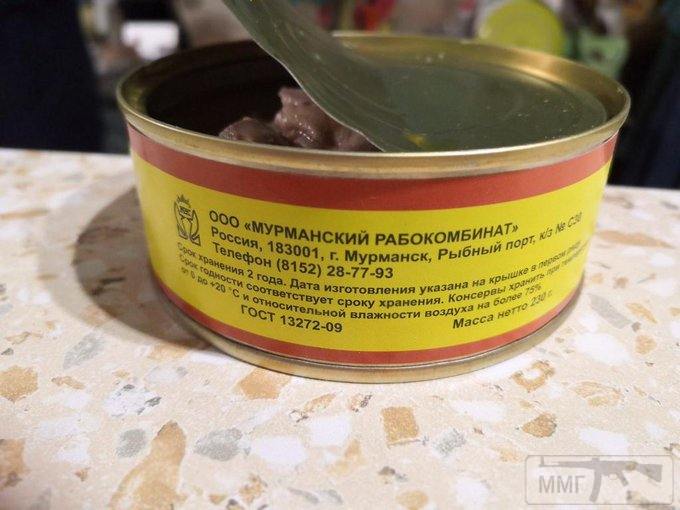 ООО «МУРМАНСКИЙ РАБОКОМБИНАТ»
Россия, 183001, г. Мурманск, Рыбный порт, к/з № С30
Телефон (8152) 28-77-93
Срок хранения 2 года. Дата изготовления указана на крышке в первом ряду.
Срок годности соответствует сроку хранения. Консервы хранить при температуре
от 0 до +20 °С и относительной влажности воздуха на более 75%
ГОСТ 13272-09
Масса нетто 230 г.
ММГ